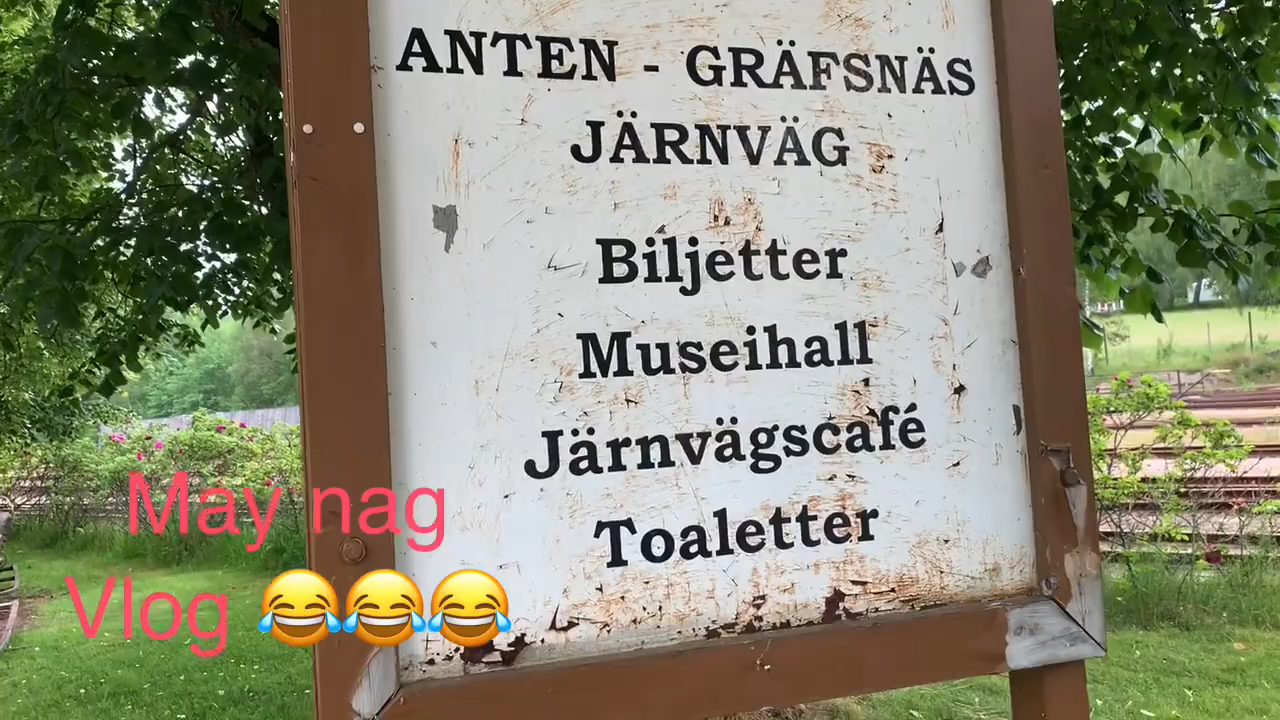 ANTEN - GRÄFSNÄS
JÄRNVÄG
Biljetter
Museihall
Järnvägscafé
Toaletter
May nag
Vlog 😂😂😂